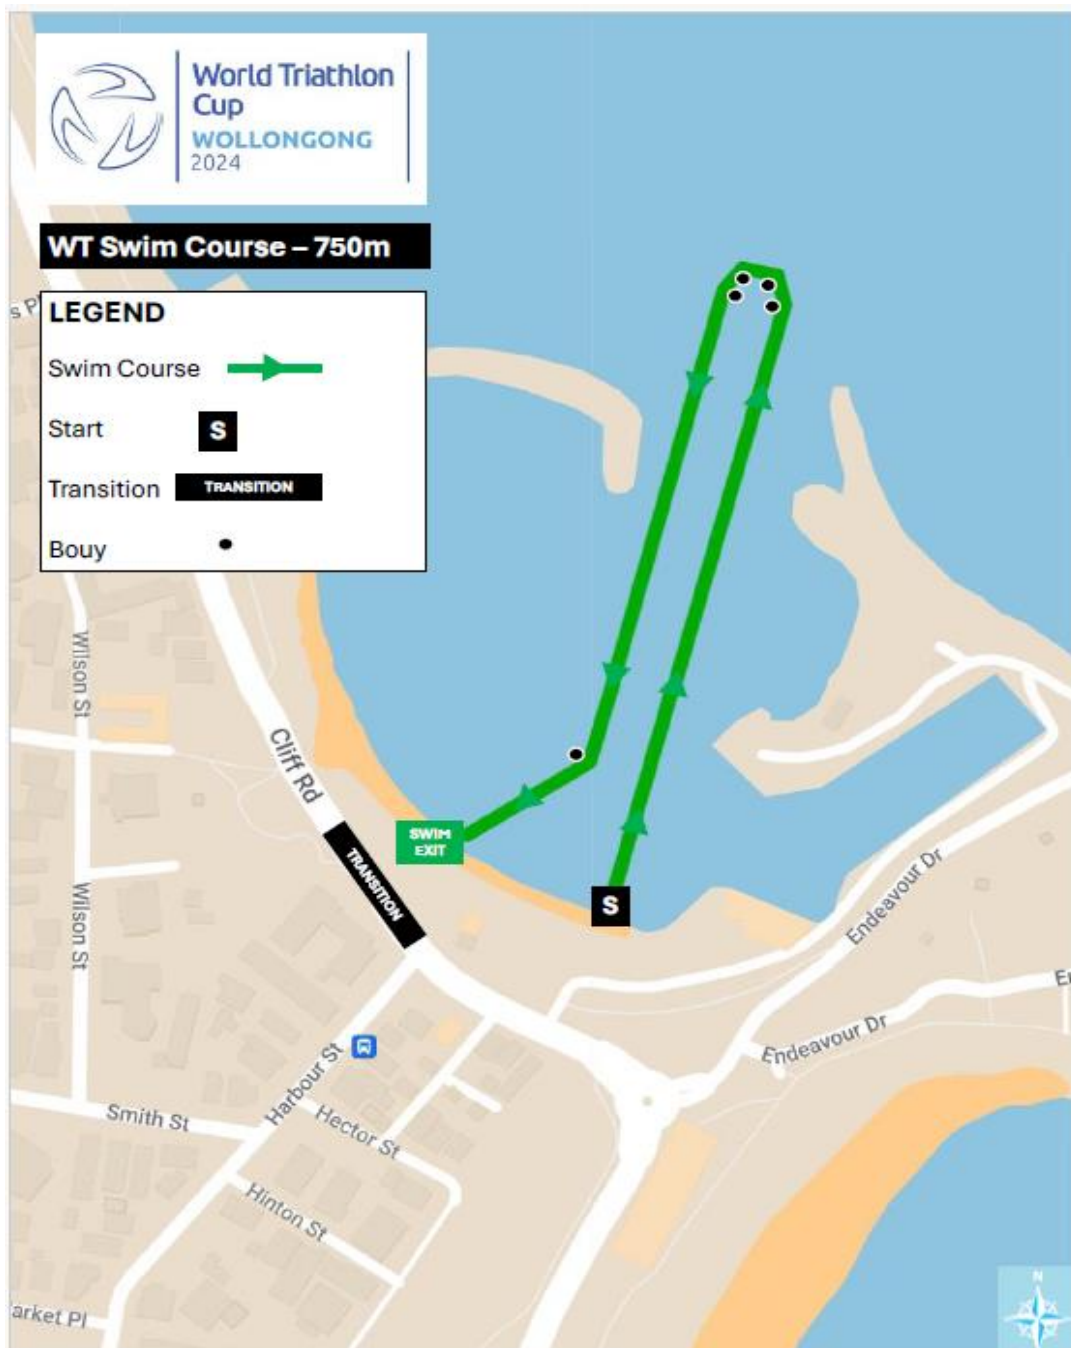 World Triathlon
Cup
WOLLONGONG
2024
WT Swim Course – 750m
LEGEND
Swim Course
Start
S
Transition
TRANSITION
Bouy
s Pl
Wilson St
Cliff Rd
SWIM
EXIT
TRANSITION
S
Wilson St
Endeavour Dr
Endeavour Dr
Harbour St
Smith St
Hector St
Hinton St
arket Pl
N